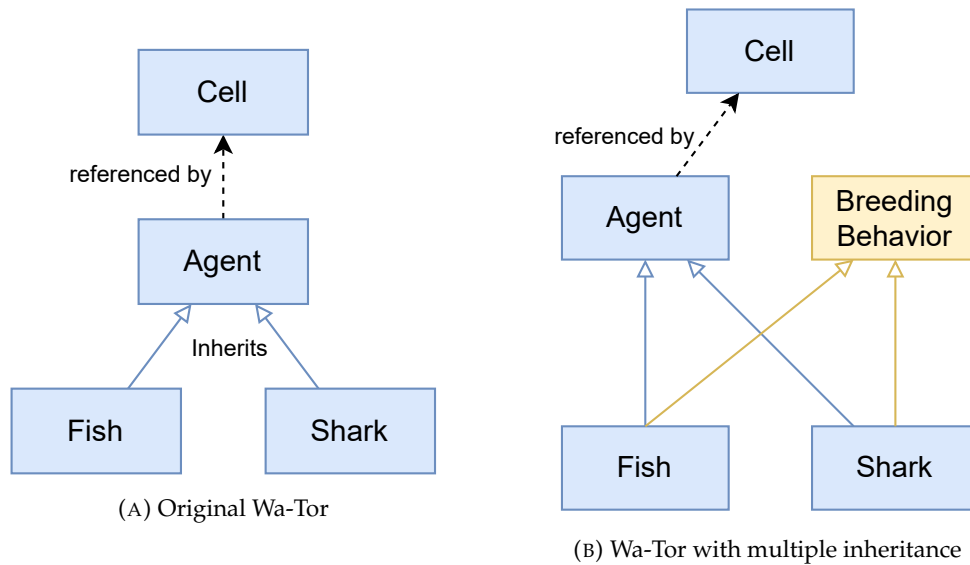 Cell
referenced by
Agent
Inherits
Fish
Shark
(A) Original Wa-Tor
Cell
referenced by
Agent
Breeding
Behavior
Fish
Shark
(B) Wa-Tor with multiple inheritance